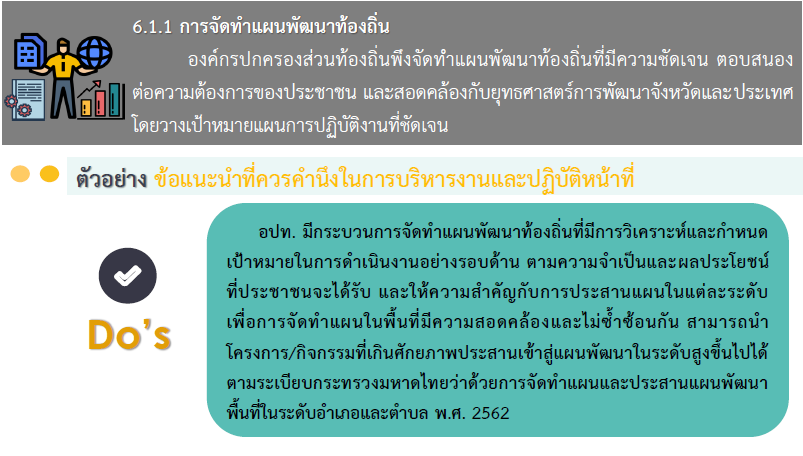 6.1.1 การจัดทำแผนพัฒนาท้องถิ่น
องค์กรปกครองส่วนท้องถิ่นพึงจัดทำแผนพัฒนาท้องถิ่นที่มีความชัดเจน ตอบสนอง
ต่อความต้องการของประชาชน และสอดคล้องกับยุทธศาสตร์การพัฒนาจังหวัดและประเทศ
โดยวางเป้าหมายแผนการปฏิบัติงานที่ชัดเจน
ตัวอย่าง ข้อแนะนำที่ควรคำนึงในการบริหารงานและปฏิบัติหน้าที่
อปท. มีกระบวนการจัดทำแผนพัฒนาท้องถิ่นที่มีการวิเคราะห์และกำหนด
เป้าหมายในการดำเนินงานอย่างรอบด้าน ตามความจำเป็นและผลประโยชน์
ที่ประชาชนจะได้รับ และให้ความสำคัญกับการประสานแผนในแต่ละระดับ
เพื่อการจัดทำแผนในพื้นที่มีความสอดคล้องและไม่ซ้ำซ้อนกัน สามารถนำ
โครงการ/กิจกรรมที่เกินศักยภาพประสานเข้าสู่แผนพัฒนาในระดับสูงขึ้นไปได้
ตามระเบียบกระทรวงมหาดไทยว่าด้วยการจัดทำแผนและประสานแผนพัฒนา
พื้นที่ในระดับอำเภอและตำบล พ.ศ. 2562
Do's